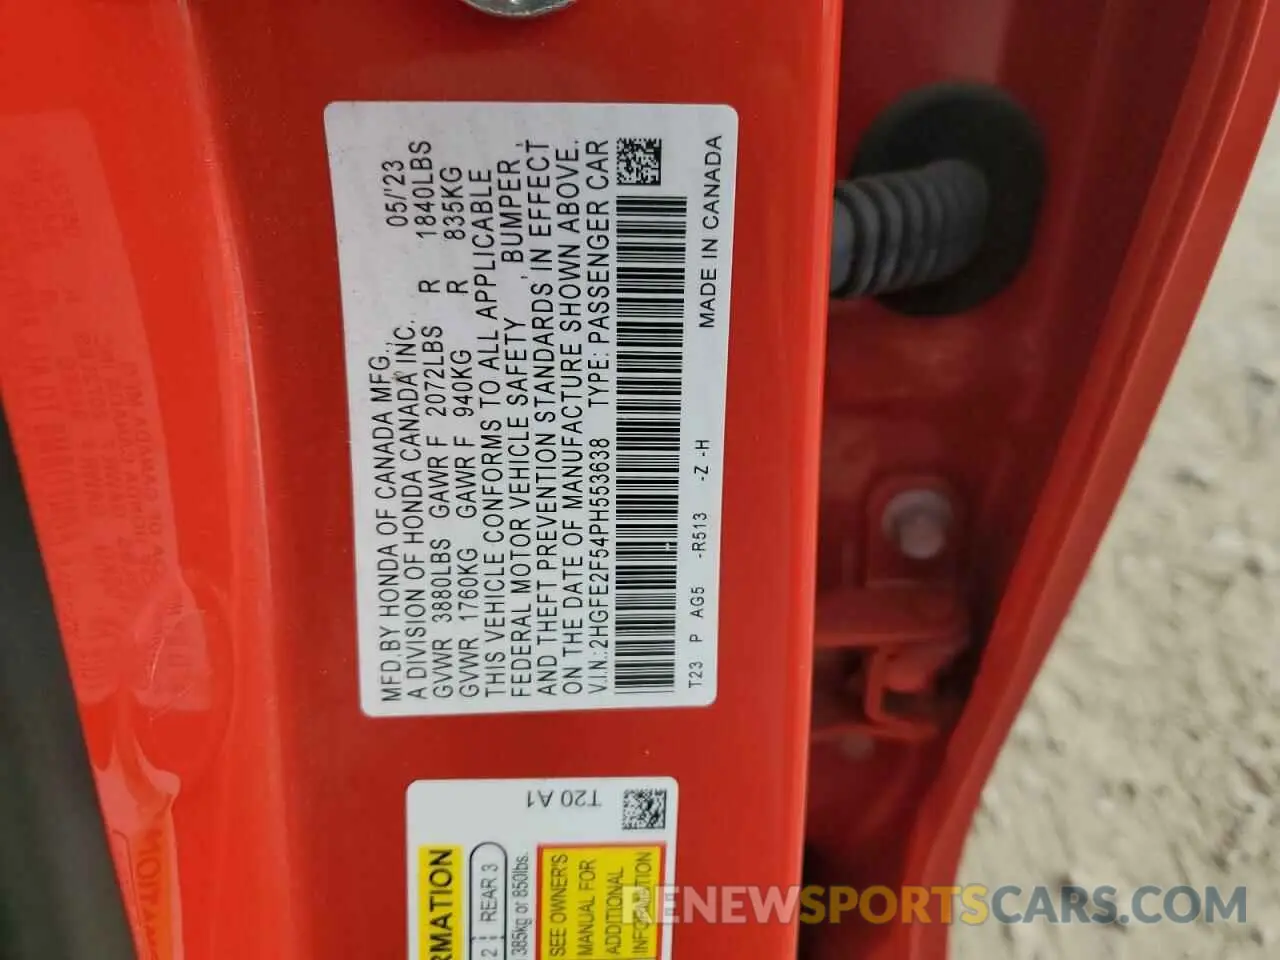 MFD.BY HONDA OF CANADA MFG.,
A DIVISION OF HONDA CANADA INC. 05/'23
GVWR 3880LBS GAWR F 2072LBS R 1840LBS
GVWR 1760KG GAWR F 940KG R 835KG
THIS VEHICLE CONFORMS TO ALL APPLICABLE
FEDERAL MOTOR VEHICLE SAFETY , BUMPER ,
AND THEFT PREVENTION STANDARDS IN EFFECT
ON THE DATE OF MANUFACTURE SHOWN ABOVE.
V.I.N.:2HGFE2F54PH553638 TYPE: PASSENGER CAR
T23 P AG5 -R513 -Z -H MADE IN CANADA
T20 A1
RMATION
2 REAR 3
385kg or 850lbs.
SEE OWNER'S
MANUAL FOR
ADDITIONAL
INFORMATION
RENEWSPORTSCARS.COM